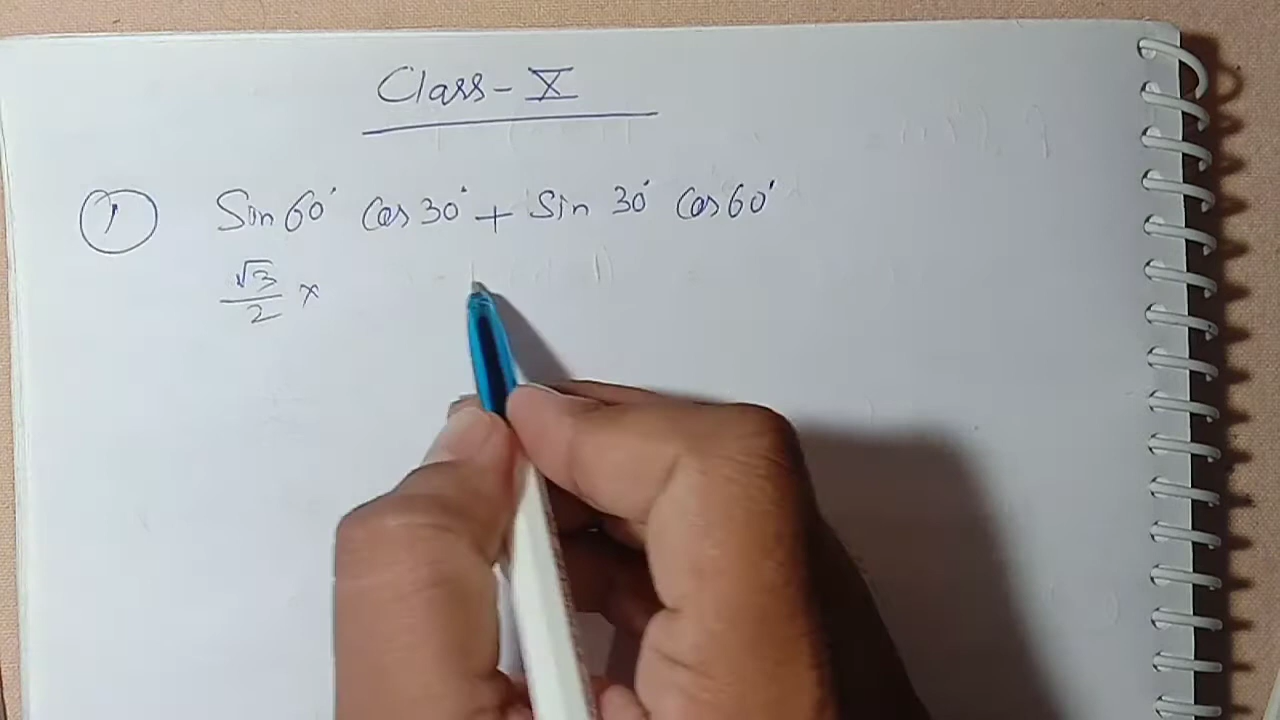 Class - X
1 Sin 60° Cos 30° + Sin 30° Cos 60°
√3/2 ×